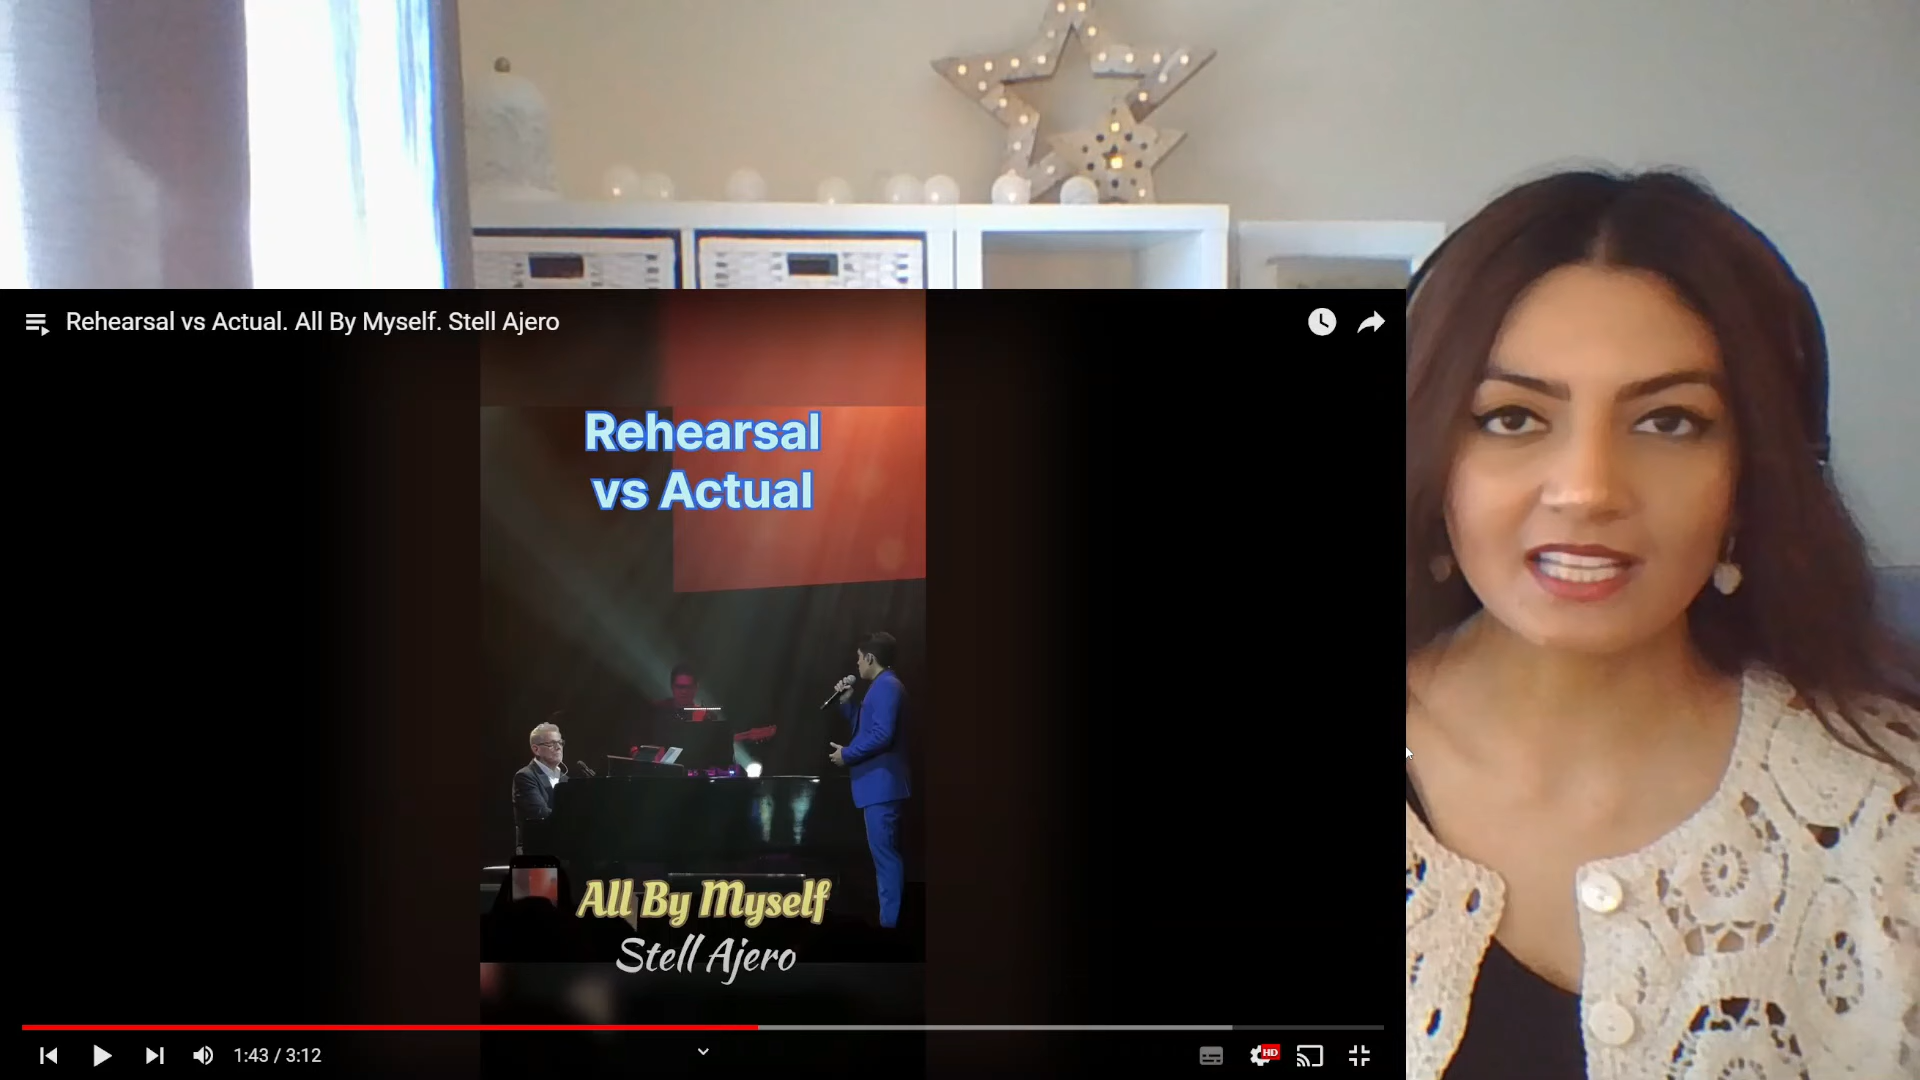 Rehearsal vs Actual. All By Myself. Stell Ajero
Rehearsal
vs Actual
All By Myself
Stell Ajero
1:43 / 3:12
HD